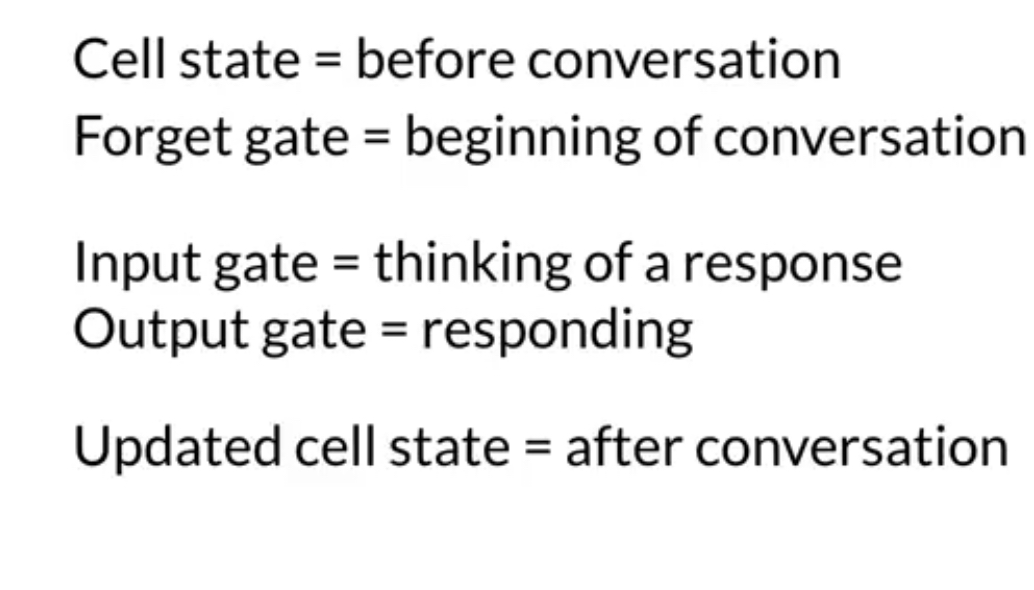 Cell state = before conversation
Forget gate = beginning of conversation
Input gate = thinking of a response
Output gate = responding
Updated cell state = after conversation